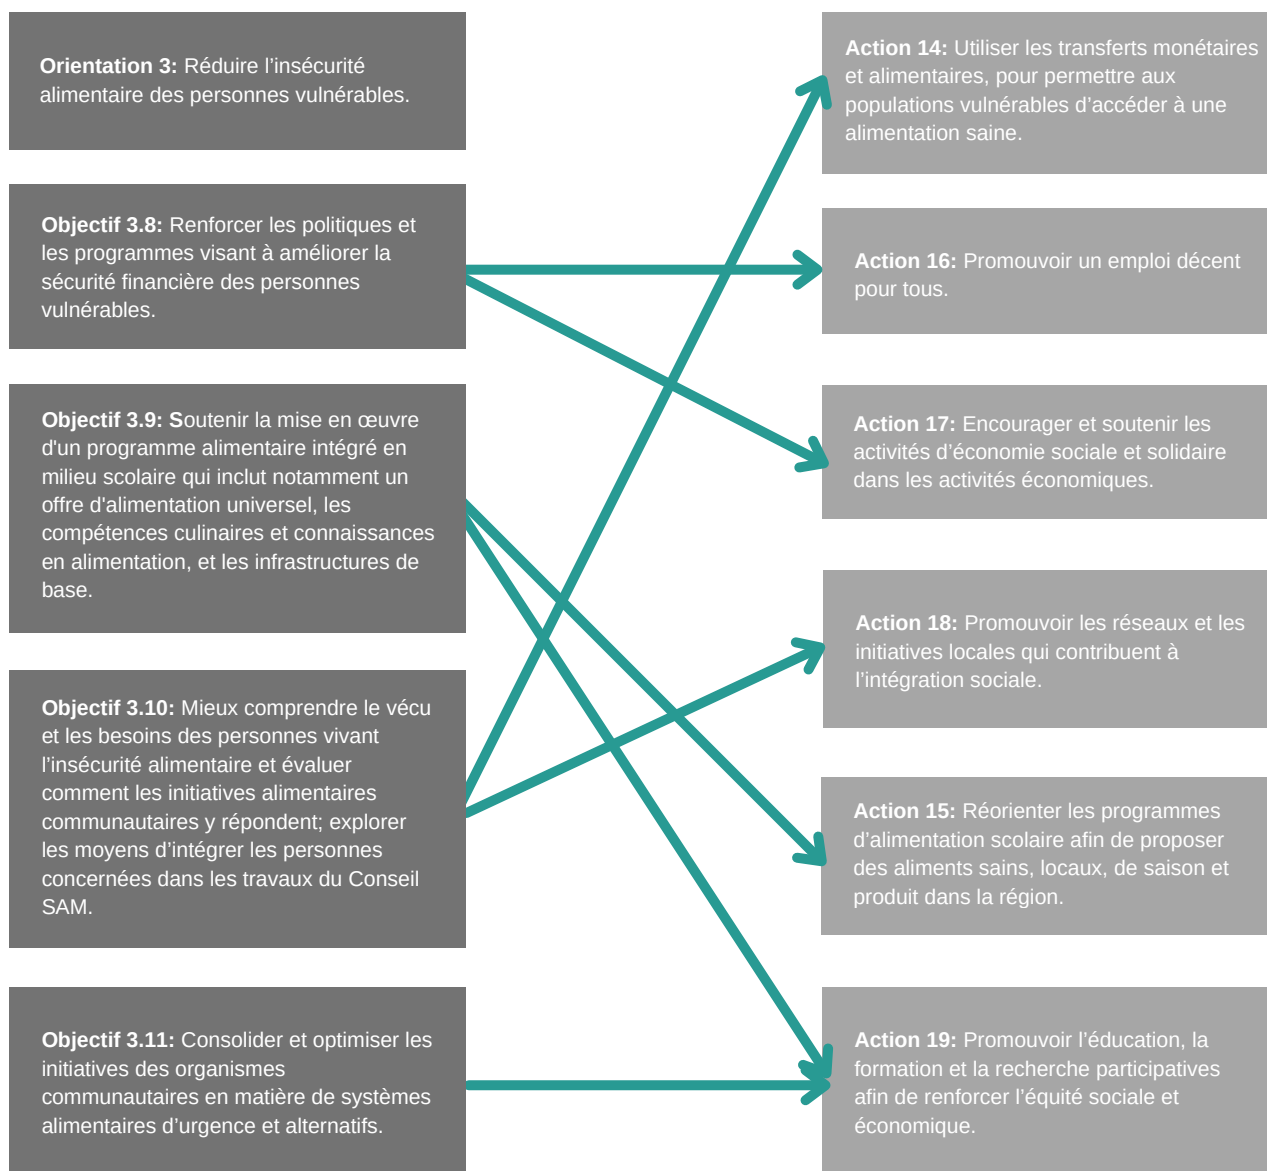 Orientation 3: Réduire l’insécurité
alimentaire des personnes vulnérables.
Objectif 3.8: Renforcer les politiques et
les programmes visant à améliorer la
sécurité financière des personnes
vulnérables.
Objectif 3.9: Soutenir la mise en œuvre
d'un programme alimentaire intégré en
milieu scolaire qui inclut notamment un
offre d'alimentation universel, les
compétences culinaires et connaissances
en alimentation, et les infrastructures de
base.
Objectif 3.10: Mieux comprendre le vécu
et les besoins des personnes vivant
l’insécurité alimentaire et évaluer
comment les initiatives alimentaires
communautaires y répondent; explorer
les moyens d’intégrer les personnes
concernées dans les travaux du Conseil
SAM.
Objectif 3.11: Consolider et optimiser les
initiatives des organismes
communautaires en matière de systèmes
alimentaires d’urgence et alternatifs.
Action 14: Utiliser les transferts monétaires
et alimentaires, pour permettre aux
populations vulnérables d’accéder à une
alimentation saine.
Action 16: Promouvoir un emploi décent
pour tous.
Action 17: Encourager et soutenir les
activités d’économie sociale et solidaire
dans les activités économiques.
Action 18: Promouvoir les réseaux et les
initiatives locales qui contribuent à
l’intégration sociale.
Action 15: Réorienter les programmes
d’alimentation scolaire afin de proposer
des aliments sains, locaux, de saison et
produit dans la région.
Action 19: Promouvoir l’éducation, la
formation et la recherche participatives
afin de renforcer l’équité sociale et
économique.